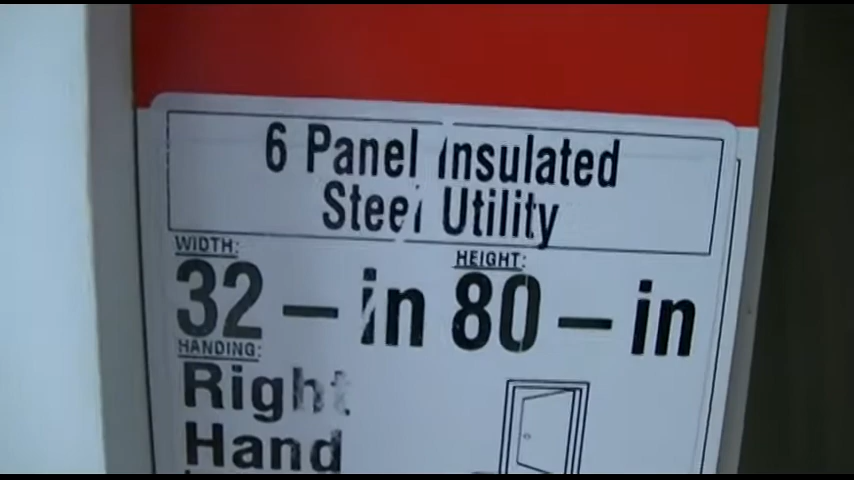 6 Panel Insulated
Steel Utility
WIDTH: HEIGHT:
32-in 80-in
HANDING:
Right
Hand